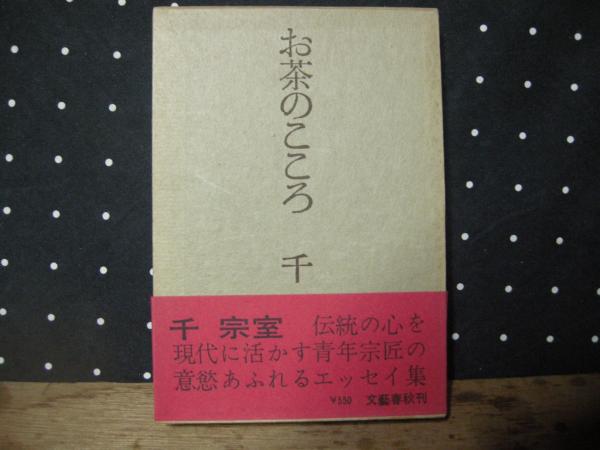 お茶のこころ 千
千 宗室 伝統の心を
現代に活かす青年宗匠の
意慾あふれるエッセイ集
¥550 文藝春秋刊